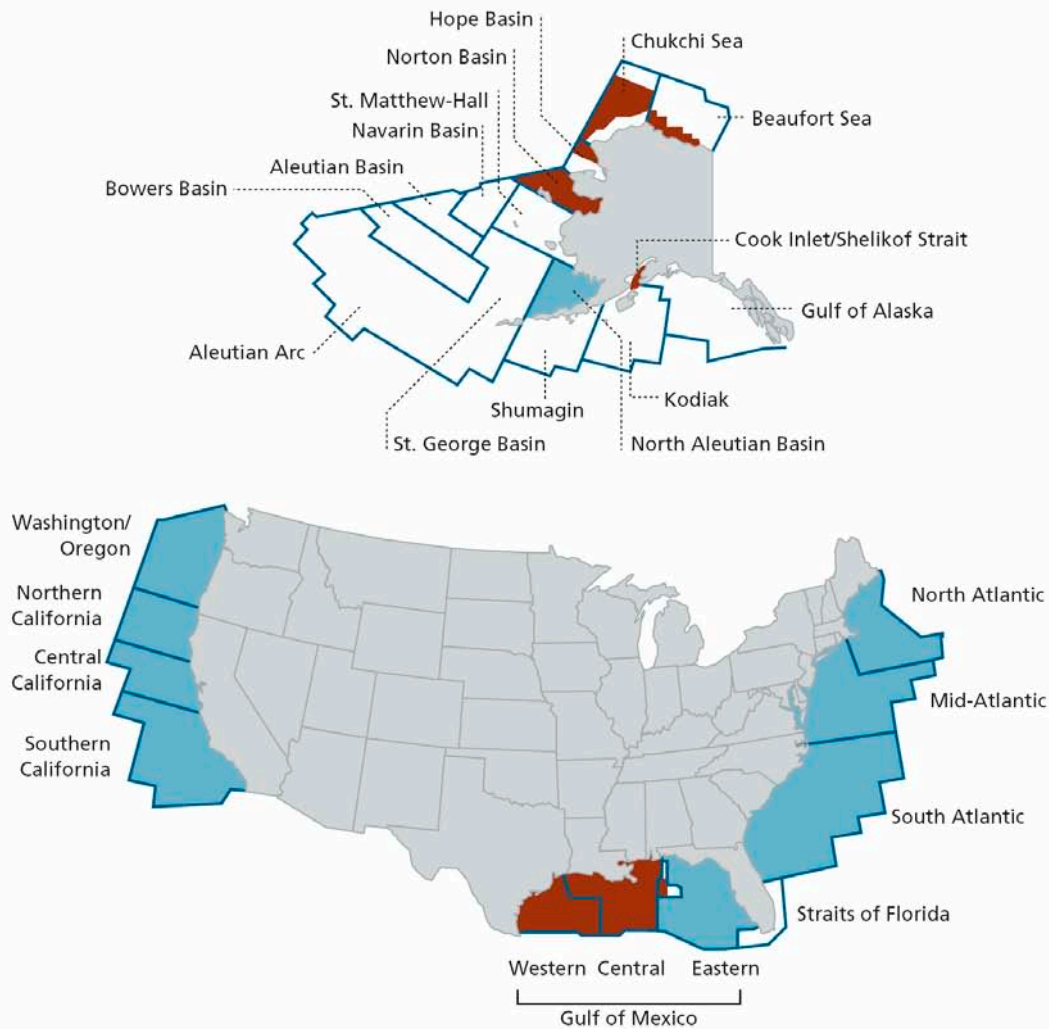 Hope Basin
Chukchi Sea
Norton Basin
St. Matthew-Hall
Beaufort Sea
Navarin Basin
Aleutian Basin
Bowers Basin
Cook Inlet/Shelikof Strait
Gulf of Alaska
Aleutian Arc
Kodiak
Shumagin
St. George Basin
North Aleutian Basin
Washington/
Oregon
Northern
California
Central
California
Southern
California
North Atlantic
Mid-Atlantic
South Atlantic
Straits of Florida
Western Central Eastern
Gulf of Mexico